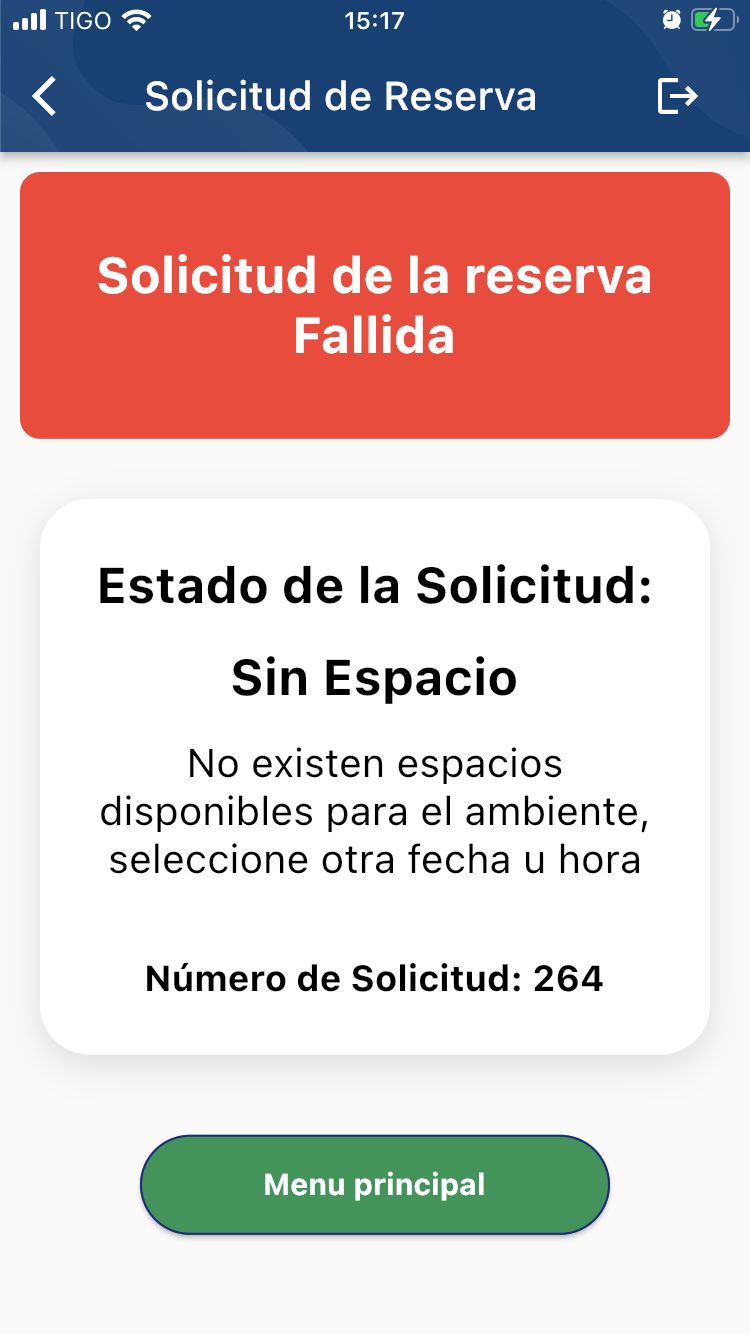 TIGO 15:17
Solicitud de Reserva
Solicitud de la reserva
Fallida
Estado de la Solicitud:
Sin Espacio
No existen espacios
disponibles para el ambiente,
seleccione otra fecha u hora
Número de Solicitud: 264
Menu principal